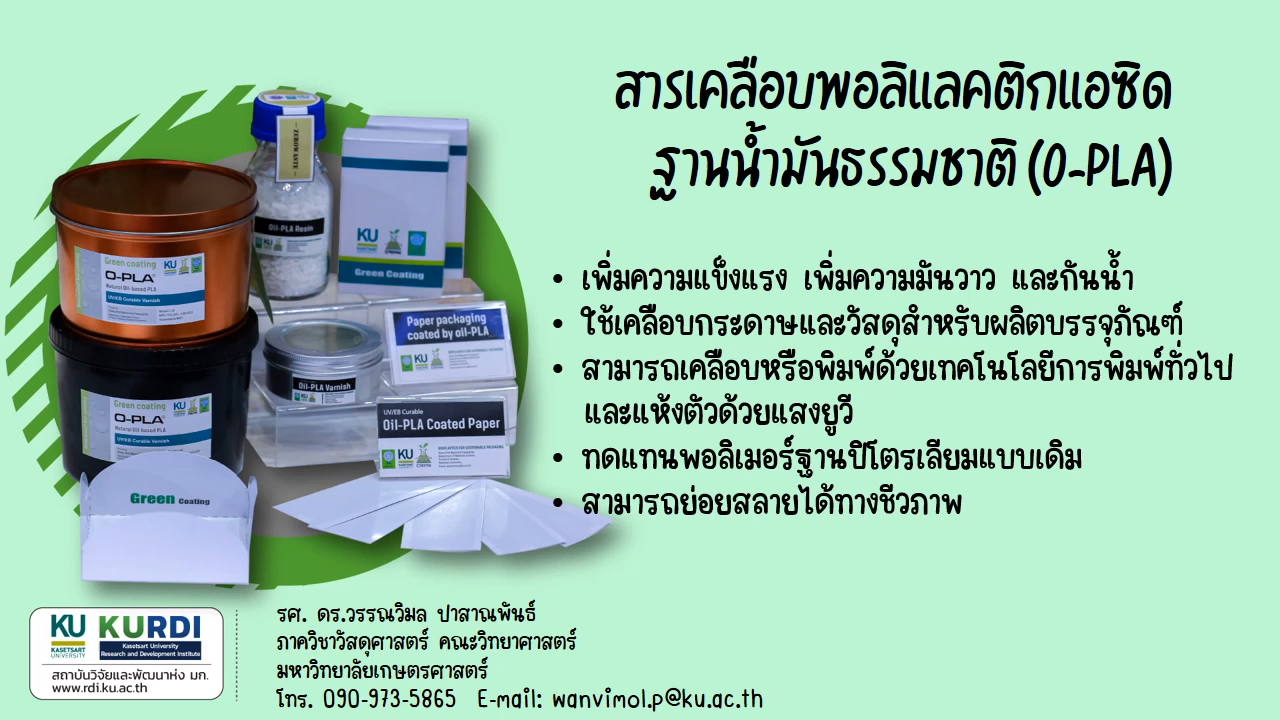 สารเคลือบพอลิแลคติกแอซิด
ฐานน้ำมันธรรมชาติ (O-PLA)
• เพิ่มความแข็งแรง เพิ่มความมันวาว และกันน้ำ
• ใช้เคลือบกระดาษและวัสดุสำหรับผลิตบรรจุภัณฑ์
• สามารถเคลือบหรือพิมพ์ด้วยเทคโนโลยีการพิมพ์ทั่วไป
และแห้งตัวด้วยแสงยูวี
• ทดแทนพอลิเมอร์ฐานปิโตรเลียมแบบเดิม
• สามารถย่อยสลายได้ทางชีวภาพ
ZEROWASTE
Oil-PLA Resin
KU
KASETSART
Green Coating
Green coating
O-PLA
KU
Natural Oil-based PLA
UV/EB Curable Varnish
Paper packaging
coated by oil-PLA
KU
Oil-PLA Varnish
Green coating
O-PLA
KU
Natural Oil-based PLA
UV/EB Curable Varnish
UV/EB Curable
Oil-PLA Coated Paper
KU
KASETSART
Green Coating
KU
KASETSART
UNIVERSITY
KURDI
Kasetsart University
Research and Development Institute
สถาบันวิจัยและพัฒนาแห่ง มก.
www.rdi.ku.ac.th
รศ. ดร.วรรณวิมล ปาสาณพันธ์
ภาควิชาวัสดุศาสตร์ คณะวิทยาศาสตร์
มหาวิทยาลัยเกษตรศาสตร์
โทร. 090-973-5865 E-mail: wanvimol.p@ku.ac.th